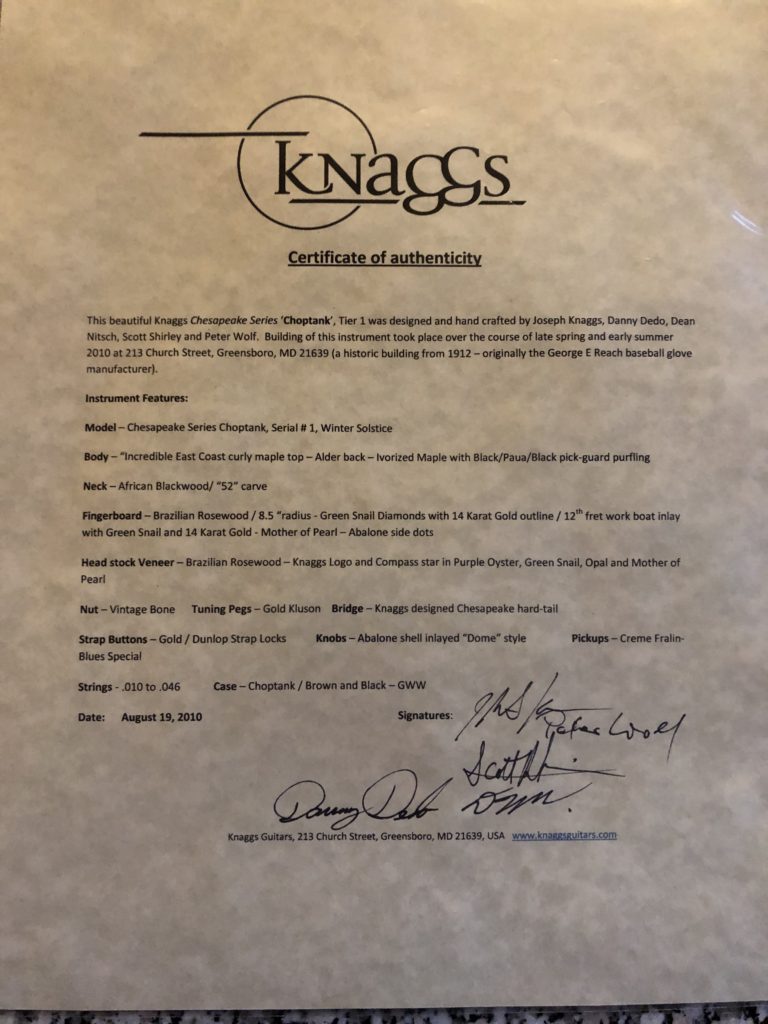 KNaGGs
Certificate of authenticity
This beautiful Knaggs Chesapeake Series ‘Choptank’, Tier 1 was designed and hand crafted by Joseph Knaggs, Danny Dedo, Dean
Nitsch, Scott Shirley and Peter Wolf.  Building of this instrument took place over the course of late spring and early summer
2010 at 213 Church Street, Greensboro, MD 21639 (a historic building from 1912 – originally the George E Reach baseball glove
manufacturer).
Instrument Features:
Model – Chesapeake Series Choptank, Serial # 1, Winter Solstice
Body – “Incredible East Coast curly maple top – Alder back – Ivorized Maple with Black/Paua/Black pick-guard purfling
Neck – African Blackwood/ “52” carve
Fingerboard – Brazilian Rosewood / 8.5 “radius - Green Snail Diamonds with 14 Karat Gold outline / 12th fret work boat inlay
with Green Snail and 14 Karat Gold - Mother of Pearl – Abalone side dots
Head stock Veneer – Brazilian Rosewood – Knaggs Logo and Compass star in Purple Oyster, Green Snail, Opal and Mother of
Pearl
Nut – Vintage Bone Tuning Pegs – Gold Kluson Bridge – Knaggs designed Chesapeake hard-tail
Strap Buttons – Gold / Dunlop Strap Locks Knobs – Abalone shell inlayed “Dome” style Pickups – Creme Fralin-
Blues Special
Strings - .010 to .046 Case – Choptank / Brown and Black – GWW
Date: August 19, 2010 Signatures:
Peter Wolf
Scott
Danny Dedo
Knaggs Guitars, 213 Church Street, Greensboro, MD 21639, USA www.knaggsguitars.com